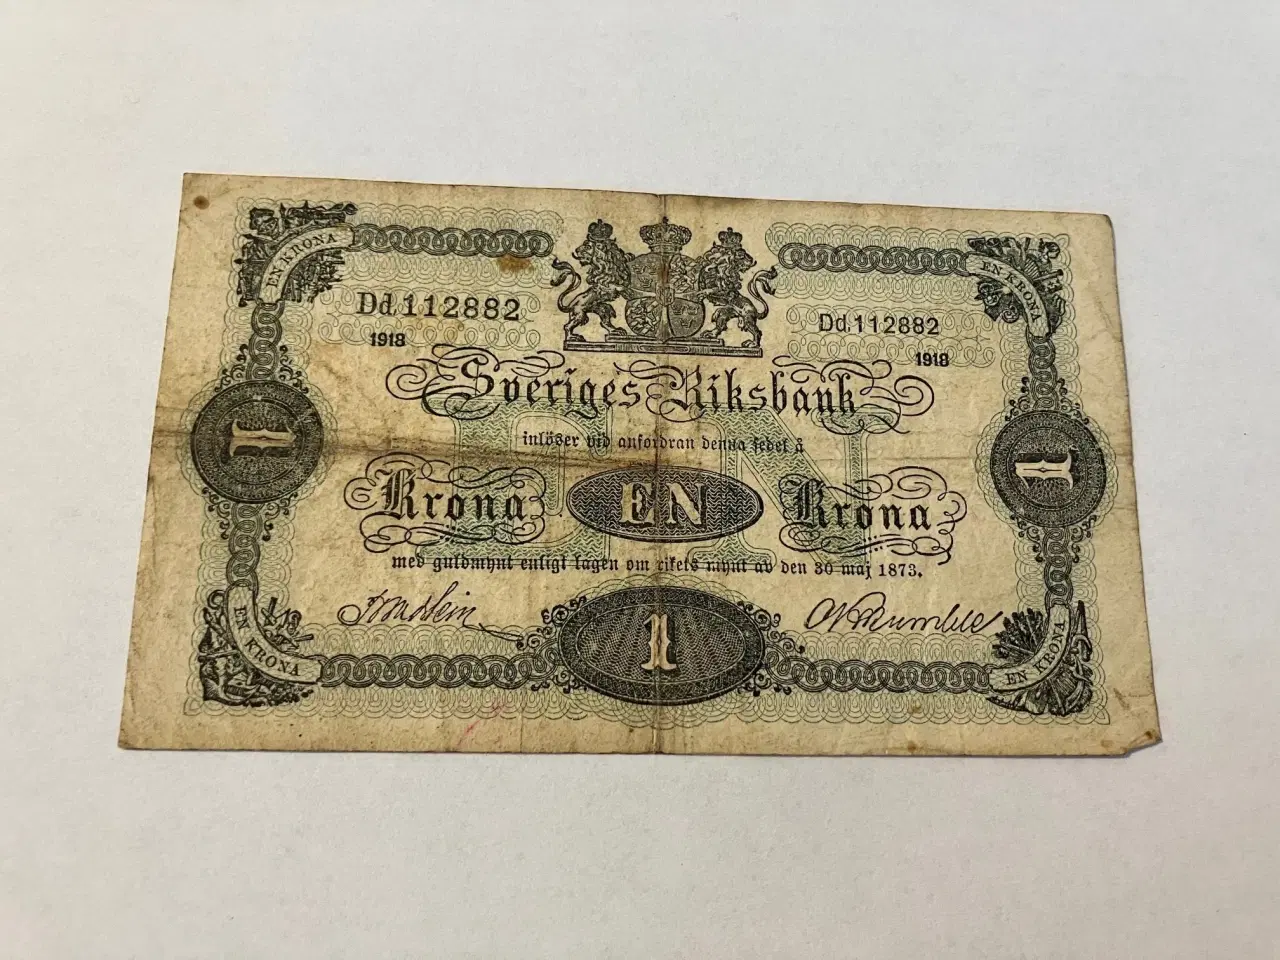 EN KRONA
EN KRONA
Dd.112882
Dd.112882
1918
1918
Sveriges Riksbank
inlöser vid anfordran denna sedel å
1
1
Krona
EN
Krona
EN
med guldmynt enligt lagen om rikets mynt av den 30 maj 1873.
1
EN KRONA
EN KRONA